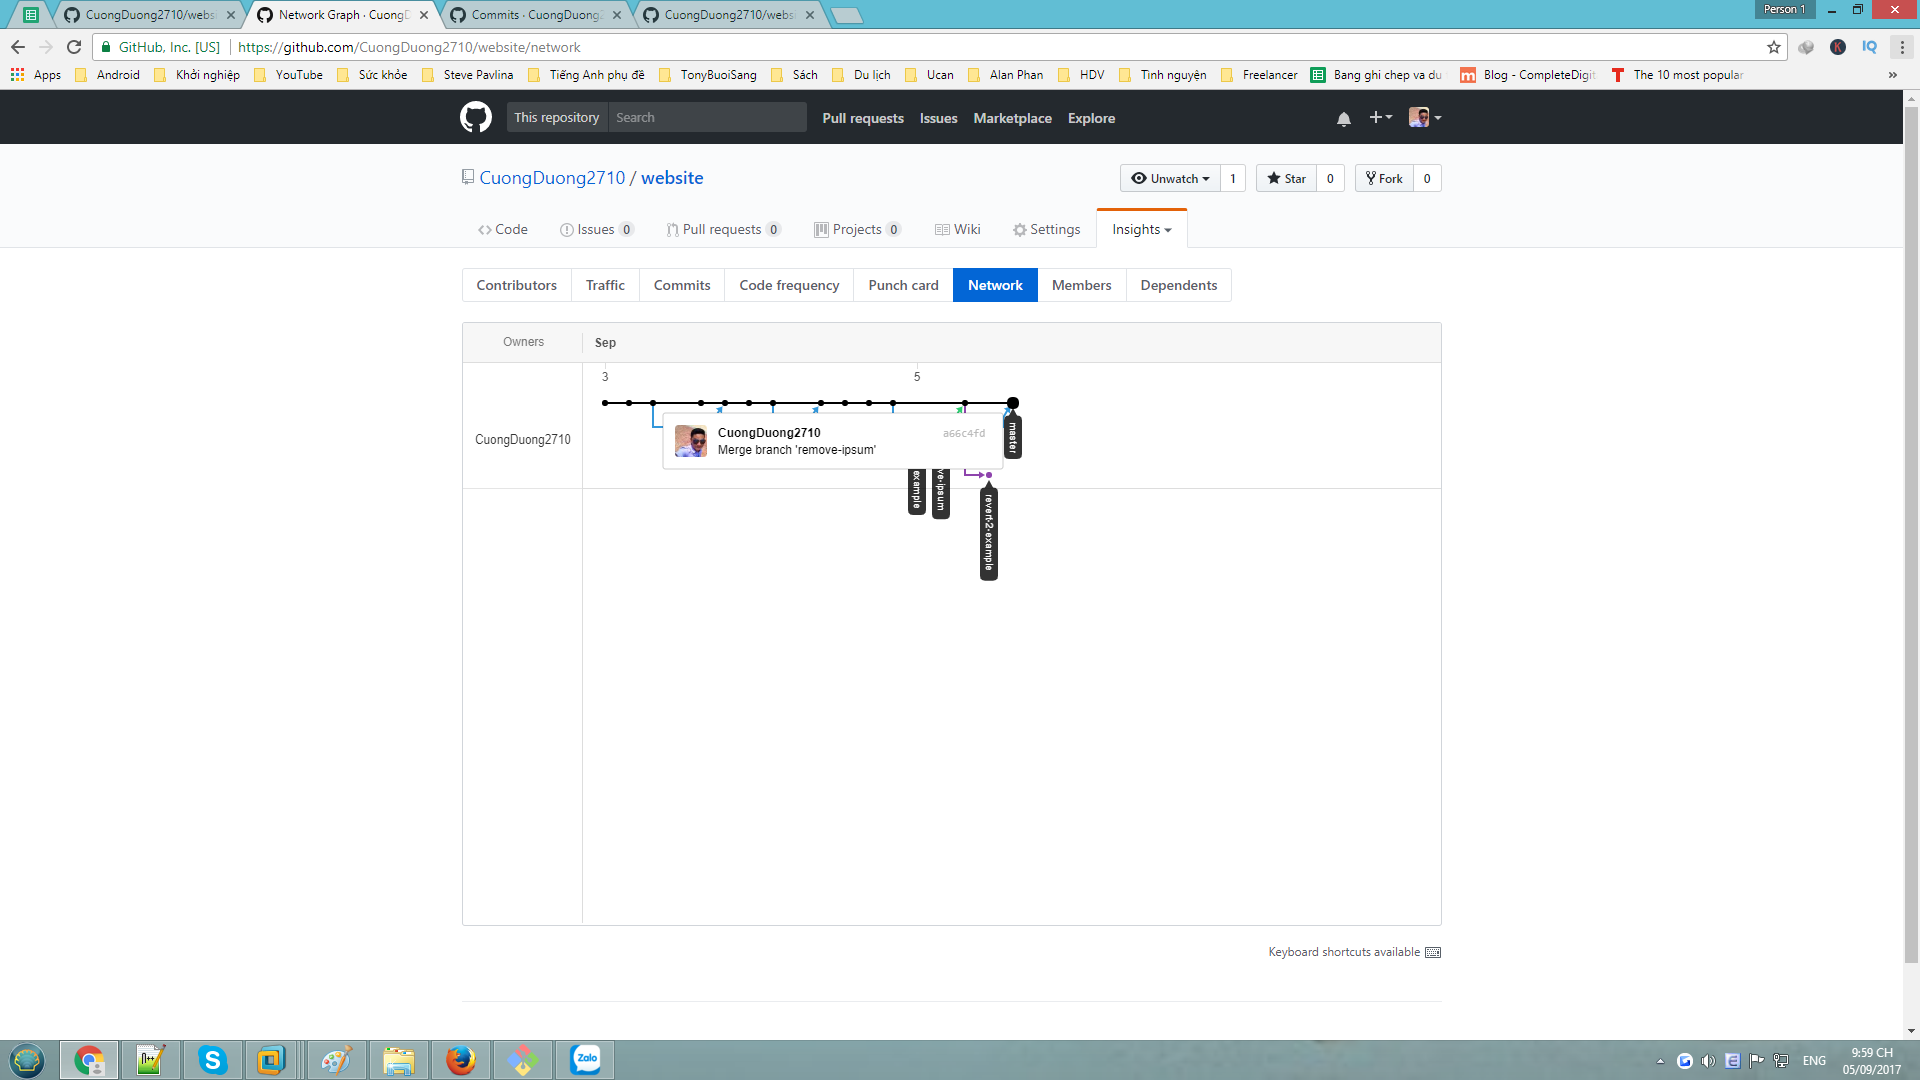 CuongDuong2710/websi
Network Graph · CuongD
Commits · CuongDuong2
CuongDuong2710/websi
Person 1
GitHub, Inc. [US]
https://github.com/CuongDuong2710/website/network
K
IQ
Apps
Android
Khởi nghiệp
YouTube
Sức khỏe
Steve Pavlina
Tiếng Anh phụ đề
TonyBuoiSang
Sách
Du lịch
Ucan
Alan Phan
HDV
Tình nguyện
Freelancer
Bang ghi chep va du
Blog - CompleteDigit
The 10 most popular
»
This repository
Search
Pull requests
Issues
Marketplace
Explore
CuongDuong2710 / website
Unwatch
1
Star
0
Fork
0
Code
Issues 0
Pull requests 0
Projects 0
Wiki
Settings
Insights
Contributors
Traffic
Commits
Code frequency
Punch card
Network
Members
Dependents
Owners
Sep
3
5
CuongDuong2710
CuongDuong2710
a66c4fd
Merge branch 'remove-ipsum'
master
example
ve-ipsum
revert-2-example
Keyboard shortcuts available
Zalo
ENG
9:59 CH
05/09/2017